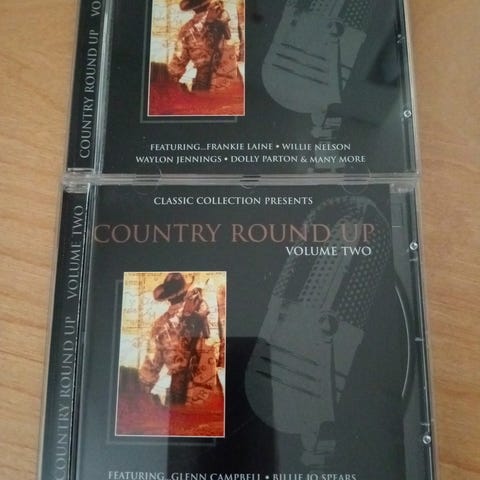 COUNTRY ROUND UP
FEATURING...FRANKIE LAINE • WILLIE NELSON
WAYLON JENNINGS • DOLLY PARTON & MANY MORE
COUNTRY ROUND UP VOLUME TWO
CLASSIC COLLECTION PRESENTS
COUNTRY ROUND UP
VOLUME TWO
FEATURING...GLENN CAMPBELL • BILLIE JO SPEARS